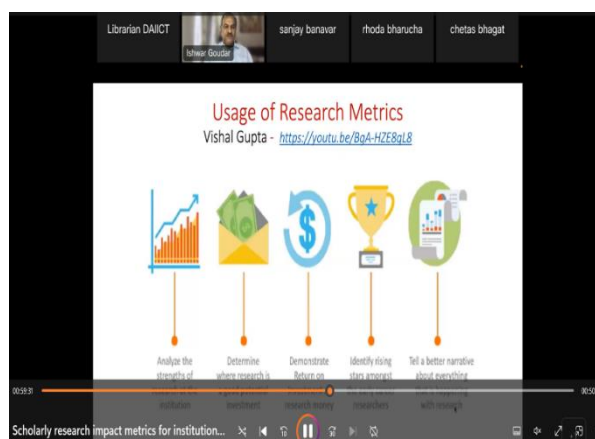 Librarian DAIICT
Ishwar Goudar
sanjay banavar
rhoda bharucha
chetas bhagat
Usage of Research Metrics
Vishal Gupta - https://youtu.be/BgA-HZE8gL8
$
Analyze the
strengths of
institution
Determine
where research is
investment
Demonstrate
Return on
research money
Identify rising
stars amongst
researchers
Tell a better narrative
about everything
with research
00:59:31
00:50
Scholarly research impact metrics for institution...